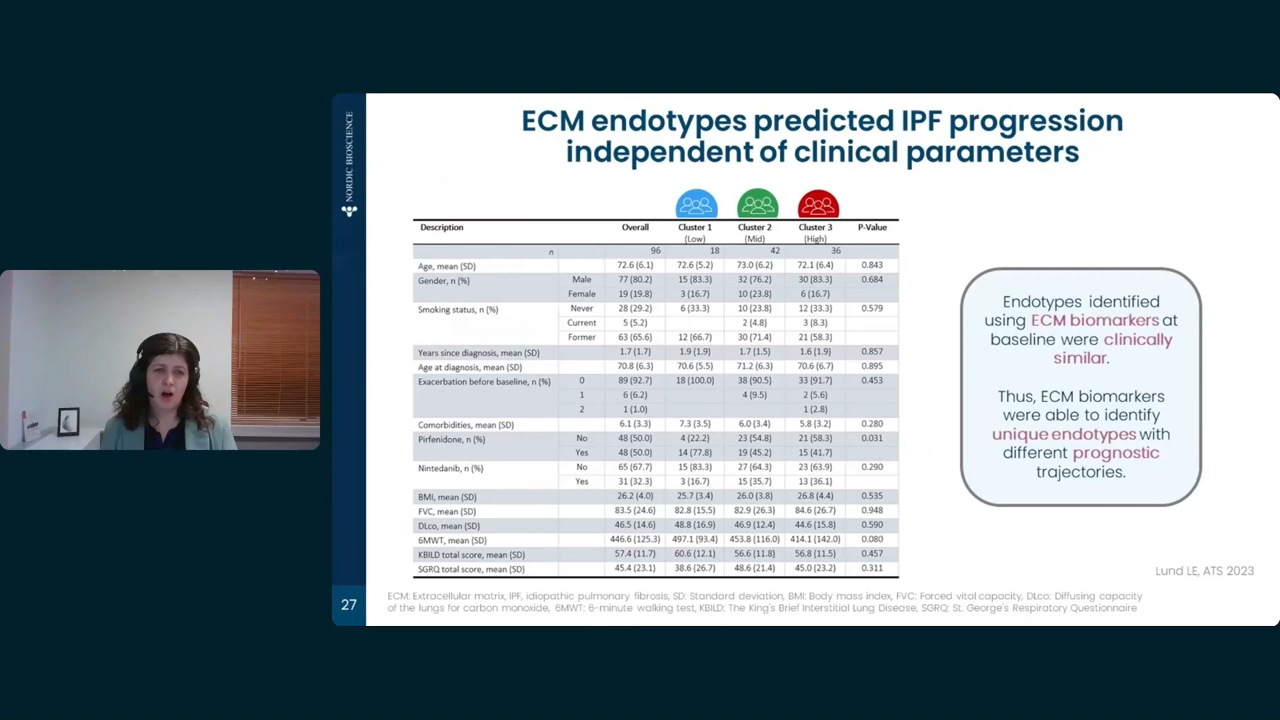 NORDIC BIOSCIENCE
ECM endotypes predicted IPF progression
independent of clinical parameters
Description Overall Cluster 1 Cluster 2 Cluster 3 P-Value
(Low) (Mid) (High)
n 96 18 42 36
Age, mean (SD) 72.6 (6.1) 72.6 (5.2) 73.0 (6.2) 72.1 (6.4) 0.843
Gender, n (%) Male 77 (80.2) 15 (83.3) 32 (76.2) 30 (83.3) 0.684
Female 19 (19.8) 3 (16.7) 10 (23.8) 6 (16.7)
Smoking status, n (%) Never 28 (29.2) 6 (33.3) 10 (23.8) 12 (33.3) 0.579
Current 5 (5.2) 2 (4.8) 3 (8.3)
Former 63 (65.6) 12 (66.7) 30 (71.4) 21 (58.3)
Years since diagnosis, mean (SD) 1.7 (1.7) 1.9 (1.9) 1.7 (1.5) 1.6 (1.9) 0.857
Age at diagnosis, mean (SD) 70.8 (6.3) 70.6 (5.5) 71.2 (6.3) 70.6 (6.7) 0.895
Exacerbation before baseline, n (%) 0 89 (92.7) 18 (100.0) 38 (90.5) 33 (91.7) 0.453
1 6 (6.2) 4 (9.5) 2 (5.6)
2 1 (1.0) 1 (2.8)
Comorbidities, mean (SD) 6.1 (3.3) 7.3 (3.5) 6.0 (3.4) 5.8 (3.2) 0.280
Pirfenidone, n (%) No 48 (50.0) 4 (22.2) 23 (54.8) 21 (58.3) 0.031
Yes 48 (50.0) 14 (77.8) 19 (45.2) 15 (41.7)
Nintedanib, n (%) No 65 (67.7) 15 (83.3) 27 (64.3) 23 (63.9) 0.290
Yes 31 (32.3) 3 (16.7) 15 (35.7) 13 (36.1)
BMI, mean (SD) 26.2 (4.0) 25.7 (3.4) 26.0 (3.8) 26.8 (4.4) 0.535
FVC, mean (SD) 83.5 (24.6) 82.8 (15.5) 82.9 (26.3) 84.6 (26.7) 0.948
DLco, mean (SD) 46.5 (14.6) 48.8 (16.9) 46.9 (12.4) 44.6 (15.8) 0.590
6MWT, mean (SD) 446.6 (125.3) 497.1 (93.4) 453.8 (116.0) 414.1 (142.0) 0.080
KBILD total score, mean (SD) 57.4 (11.7) 60.6 (12.1) 56.6 (11.8) 56.8 (11.5) 0.457
SGRQ total score, mean (SD) 45.4 (23.1) 38.6 (26.7) 48.6 (21.4) 45.0 (23.2) 0.311
Endotypes identified
using ECM biomarkers at
baseline were clinically
similar.
Thus, ECM biomarkers
were able to identify
unique endotypes with
different prognostic
trajectories.
Lund LE, ATS 2023
27
ECM: Extracellular matrix, IPF, idiopathic pulmonary fibrosis, SD: Standard deviation, BMI: Body mass index, FVC: Forced vital capacity, DLco: Diffusing capacity
of the lungs for carbon monoxide, 6MWT: 6-minute walking test, KBILD: The King's Brief Interstitial Lung Disease, SGRQ: St. George's Respiratory Questionnaire